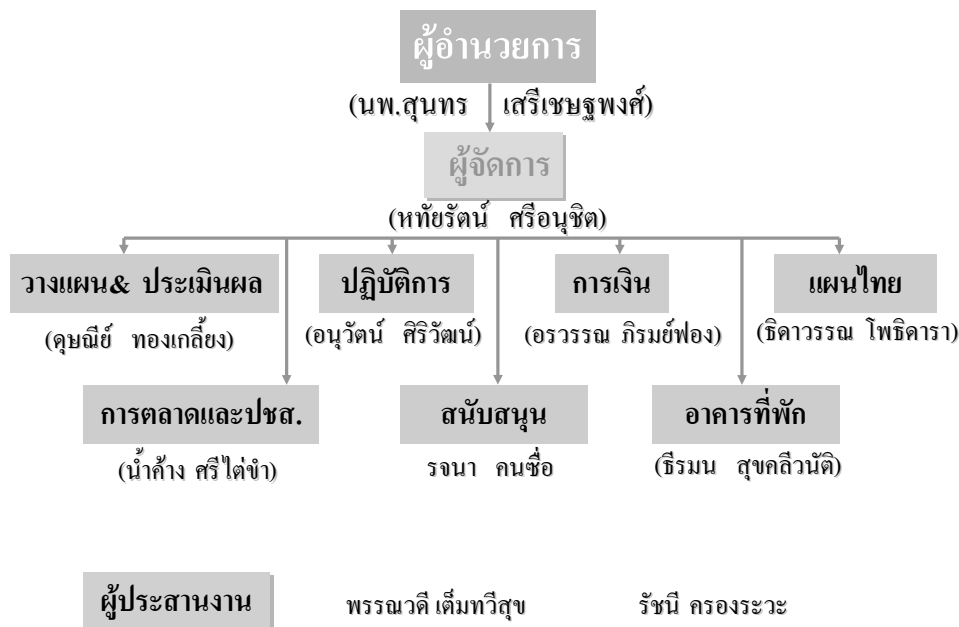 ผู้อำนวยการ
(นพ.สุนทร เสรีเชษฐพงศ์)
ผู้จัดการ
(หทัยรัตน์ ศรีอนุชิต)
วางแผน& ประเมินผล
ปฏิบัติการ
การเงิน
แผนไทย
(ดุษณีย์ ทองเกลี้ยง)
(อนุวัตน์ ศิริวัฒน์)
(อรวรรณ ภิรมย์ฟอง)
(ธิดาวรรณ โพธิดารา)
การตลาดและปชส.
สนับสนุน
อาคารที่พัก
(น้ำค้าง ศรีไต่ขำ)
รจนา คนซื่อ
(ธีรมน สุขคลีวนัติ)
ผู้ประสานงาน พรรณวดี เต็มทวีสุข รัชนี ครองระวะ